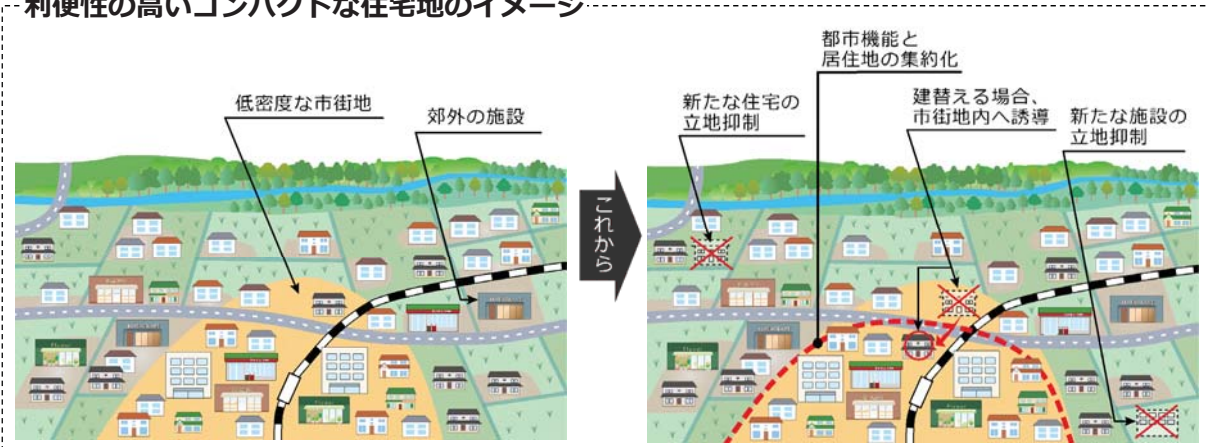 利便性の高いコンパクトな住宅地のイメージ
低密度な市街地
郊外の施設
これから
都市機能と
居住地の集約化
新たな住宅の
立地抑制
建替える場合、
市街地内へ誘導
新たな施設の
立地抑制